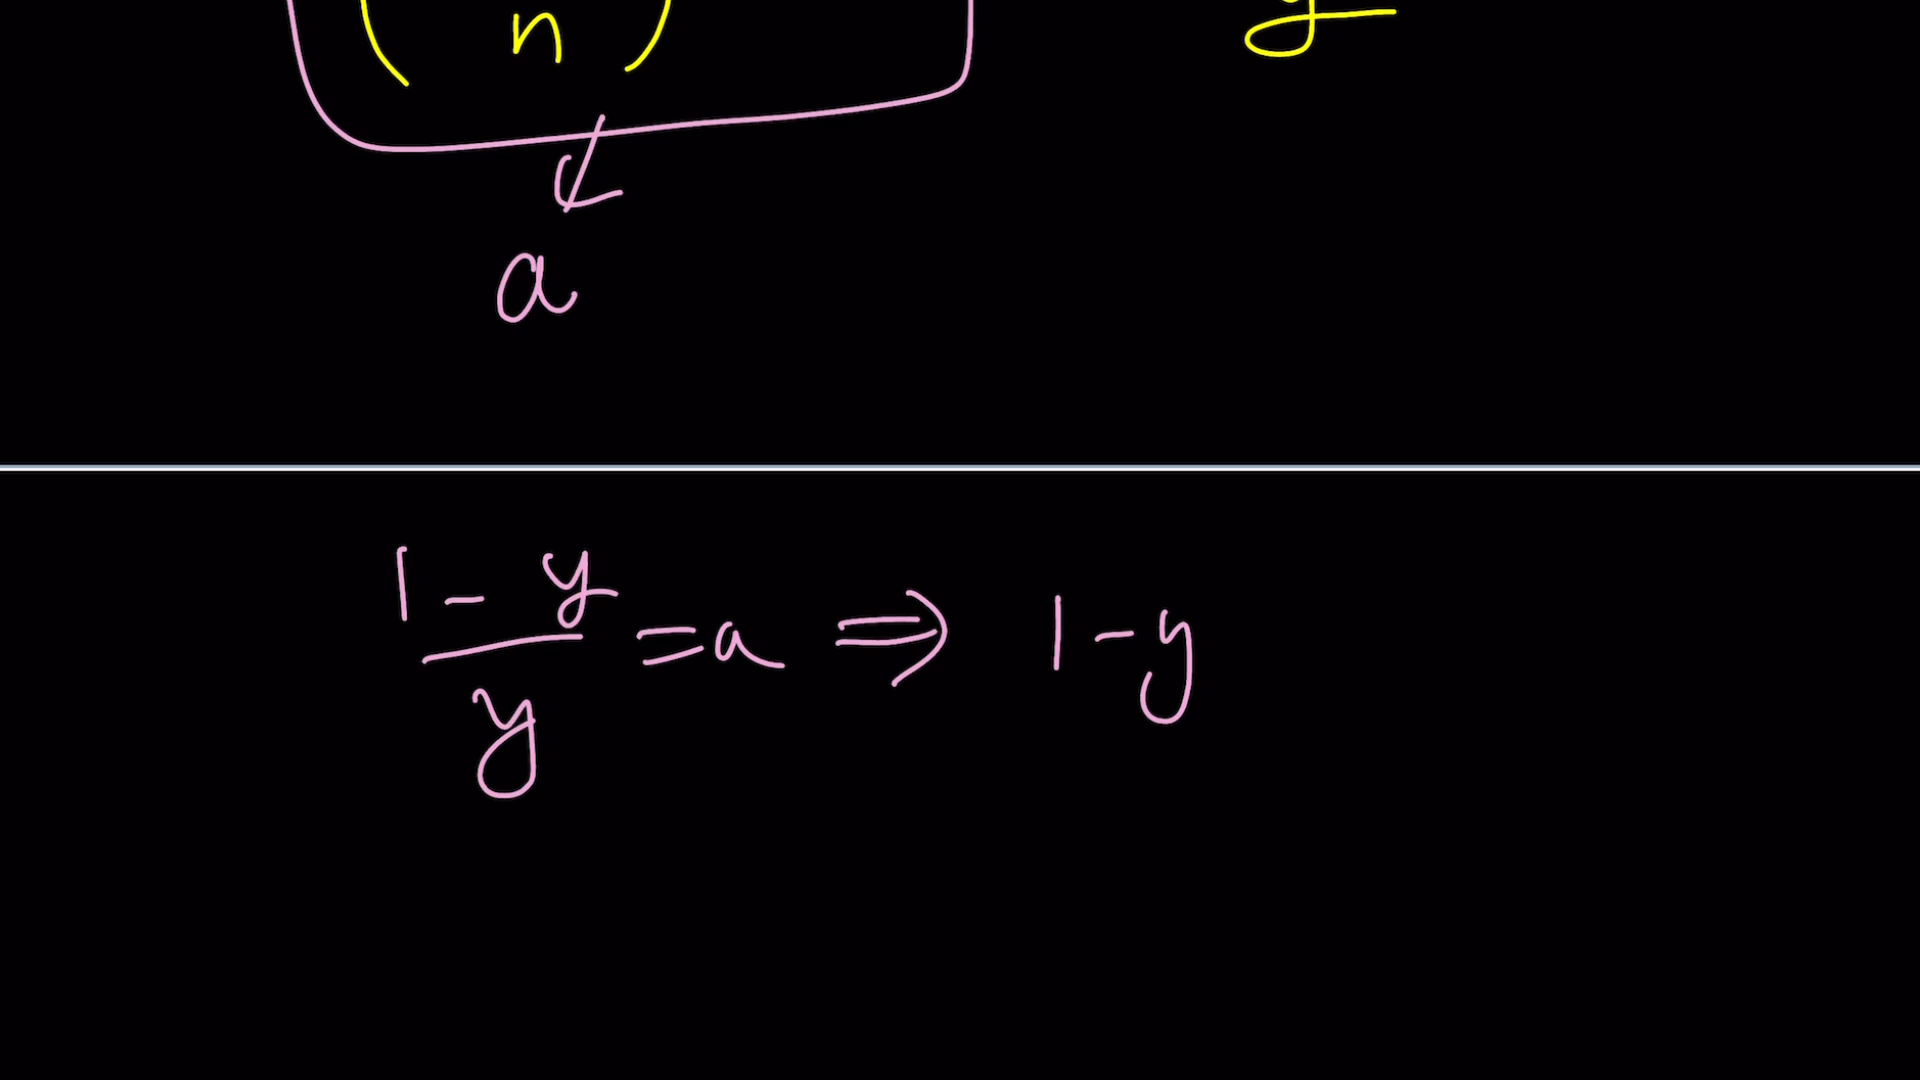 ( n ) y
a
1 - y / y = a ⇒ 1 - y